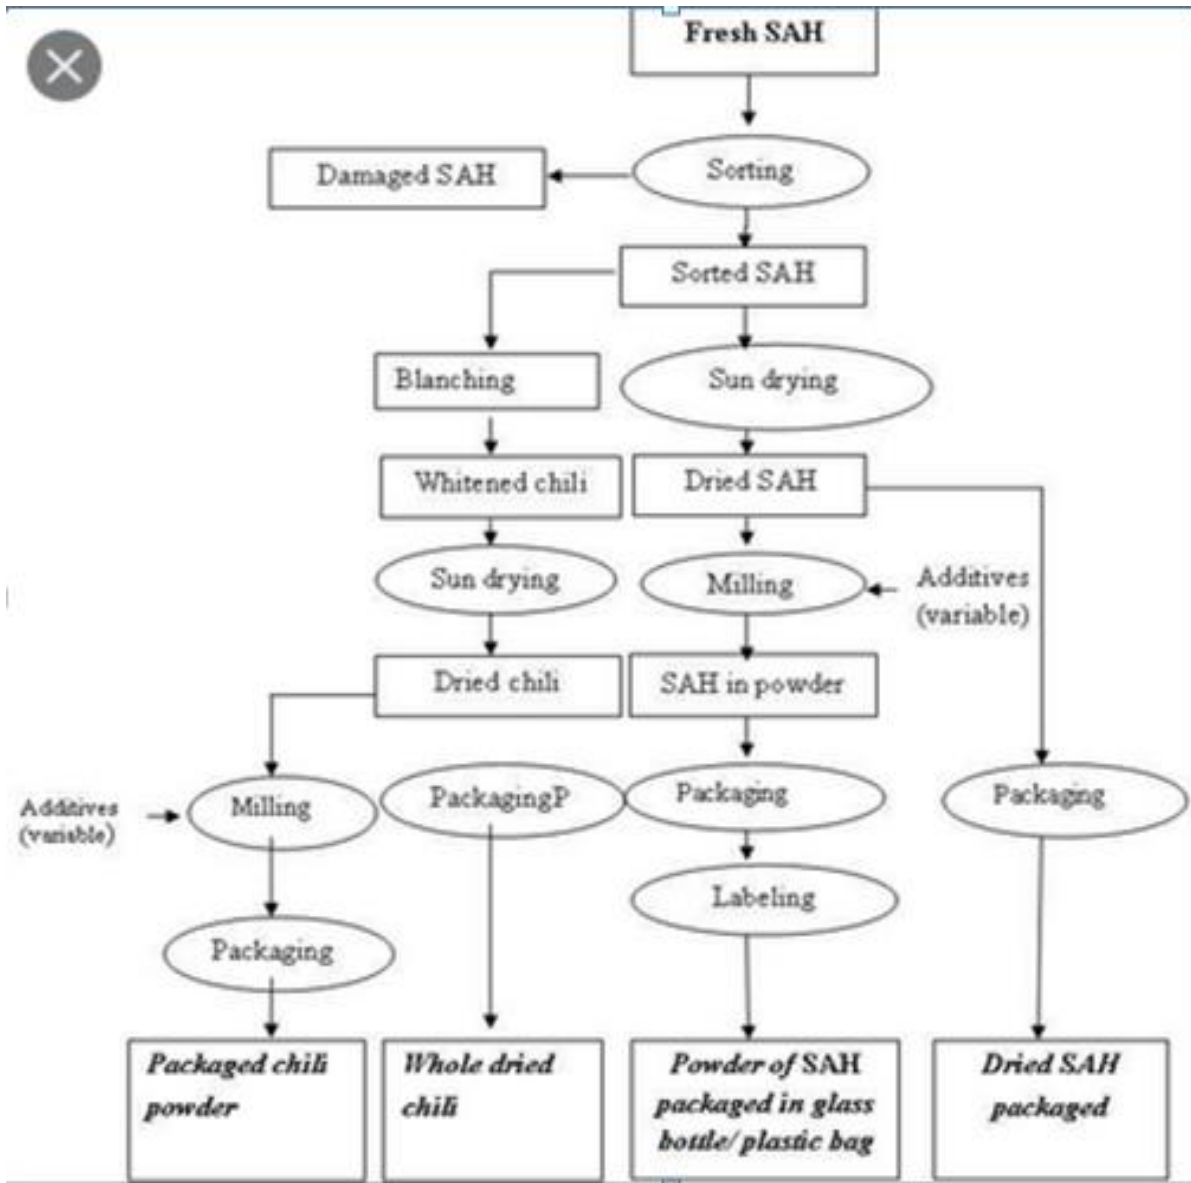 Fresh SAH
Sorting
Damaged SAH
Sorted SAH
Blanching
Sun drying
Whitened chili
Dried SAH
Sun drying
Milling
Additives
(variable)
Dried chili
SAH in powder
Additives
(variable)
Milling
PackagingP
Packaging
Packaging
Labeling
Packaging
Packaged chili
powder
Whole dried
chili
Powder of SAH
packaged in glass
bottle/ plastic bag
Dried SAH
packaged